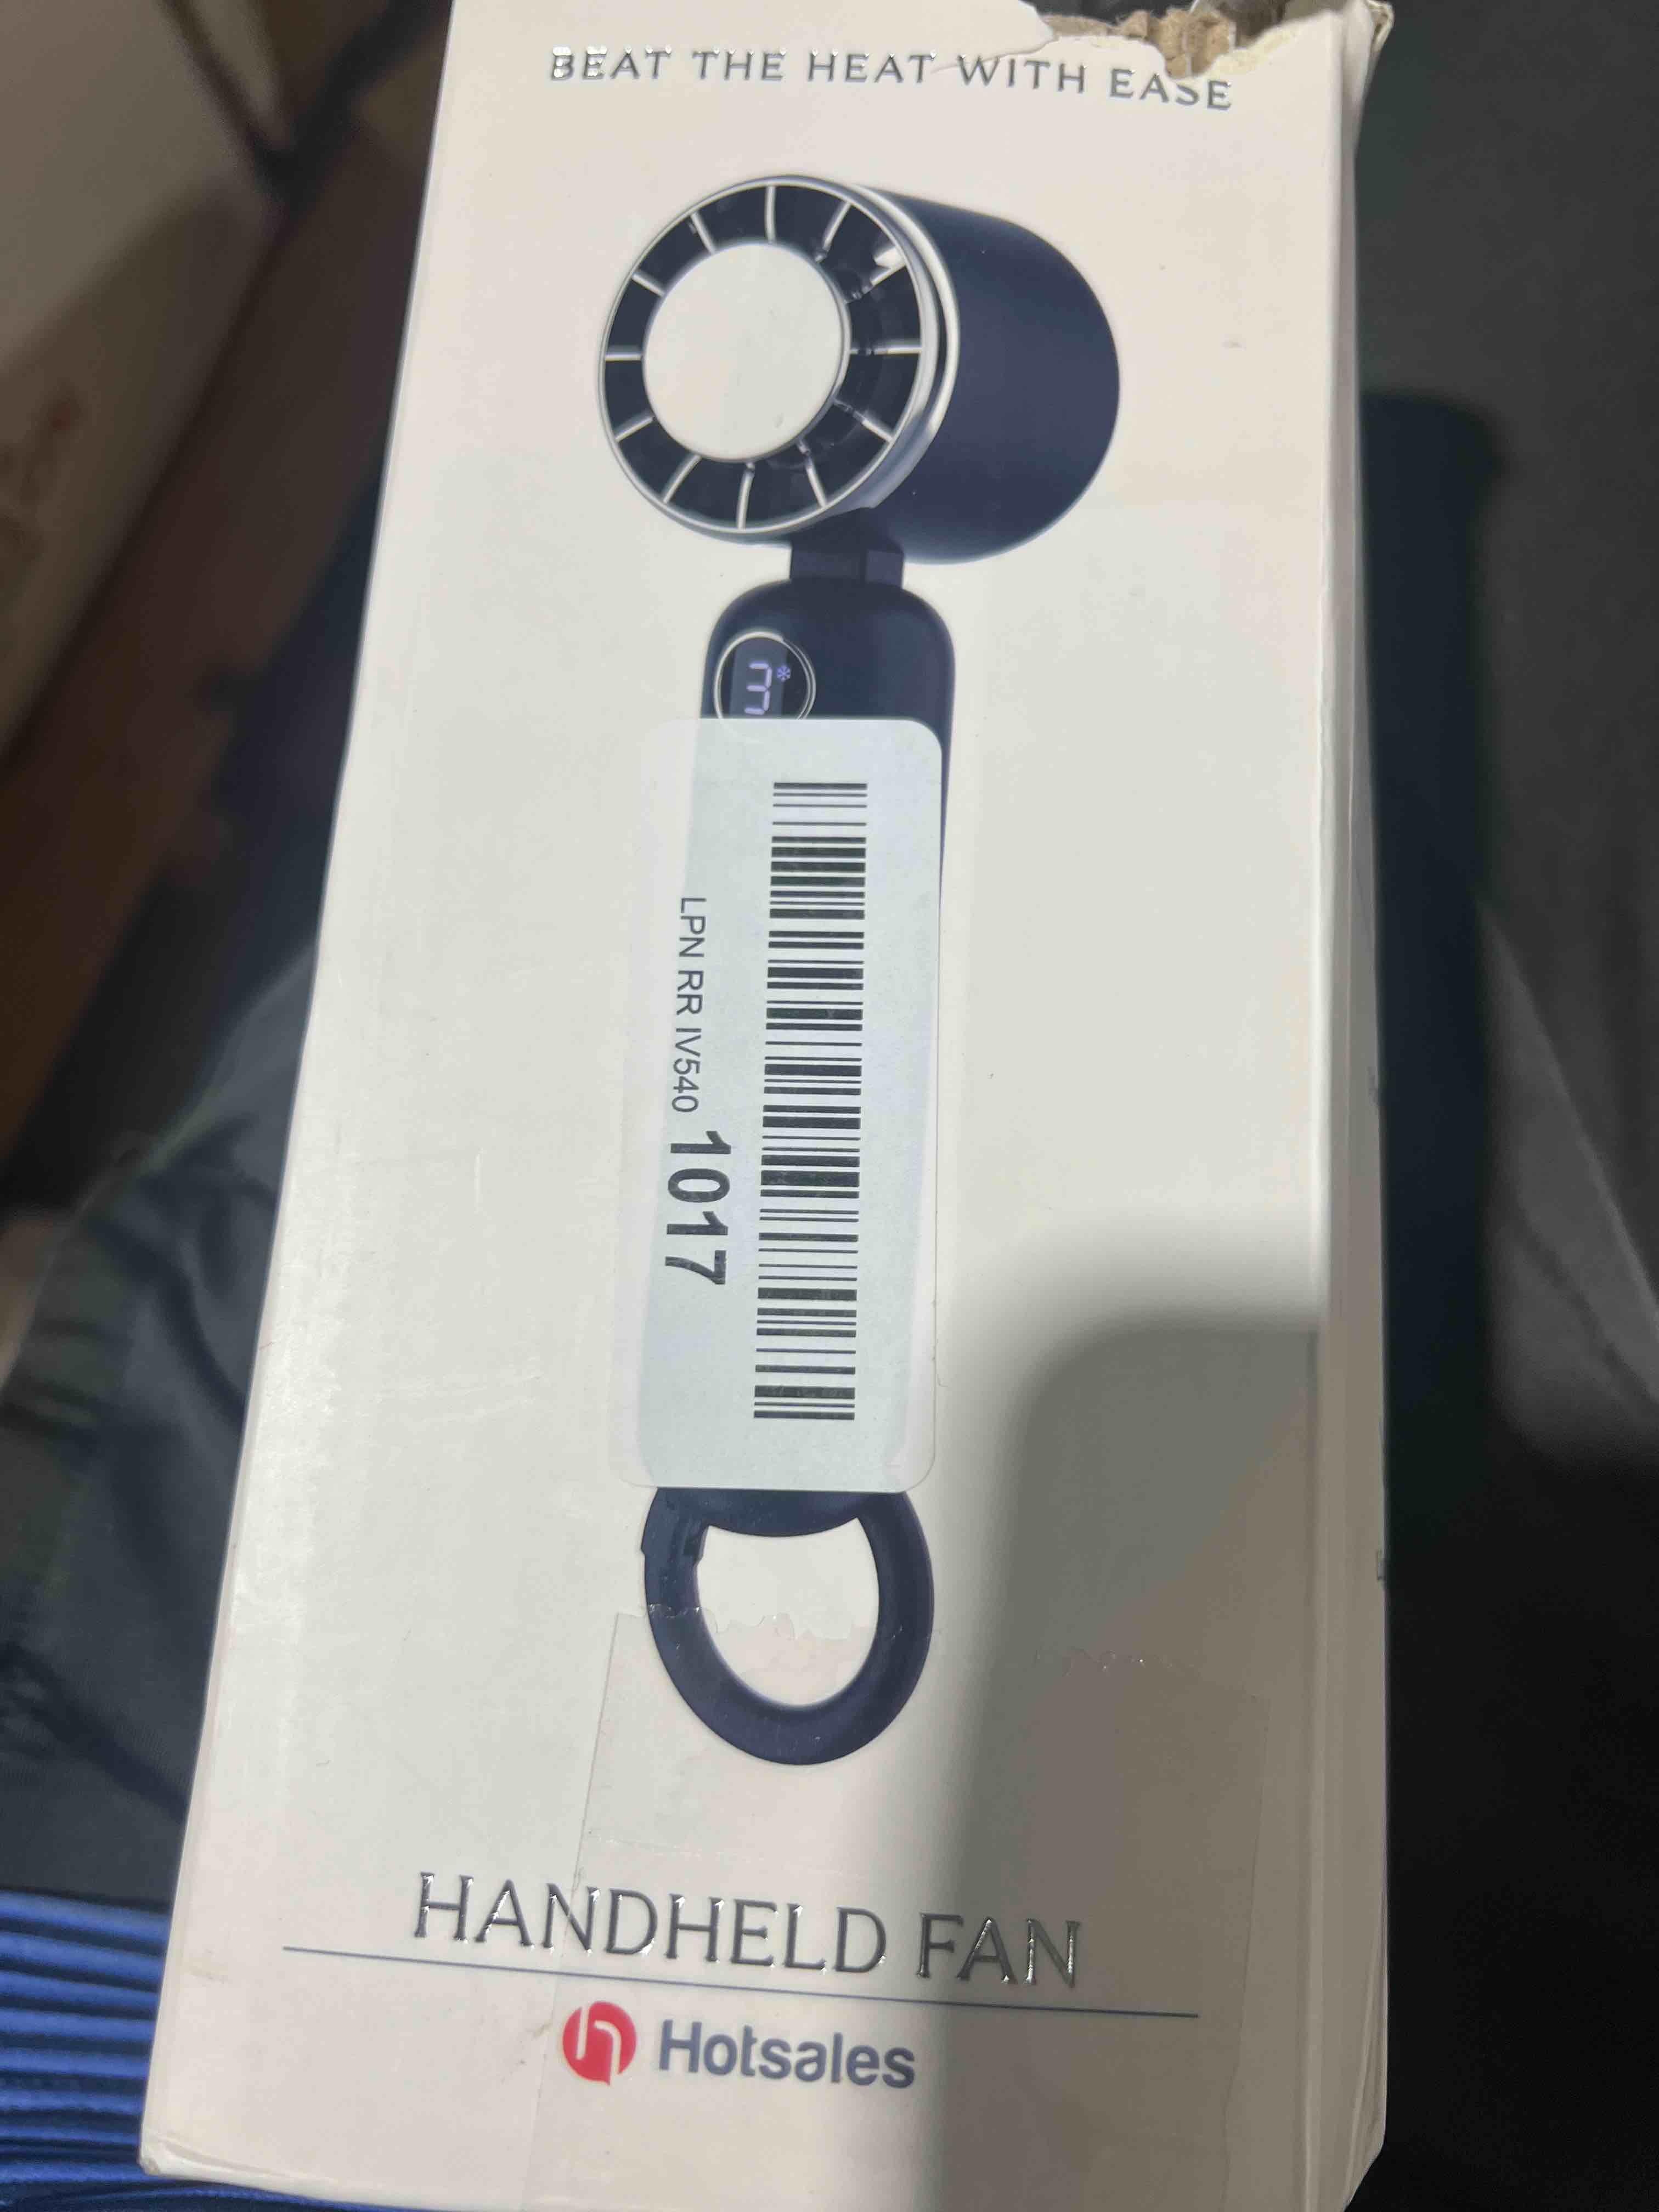 BEAT THE HEAT WITH EASE
LPN RR IV540 1017
HANDHELD FAN
Hotsales